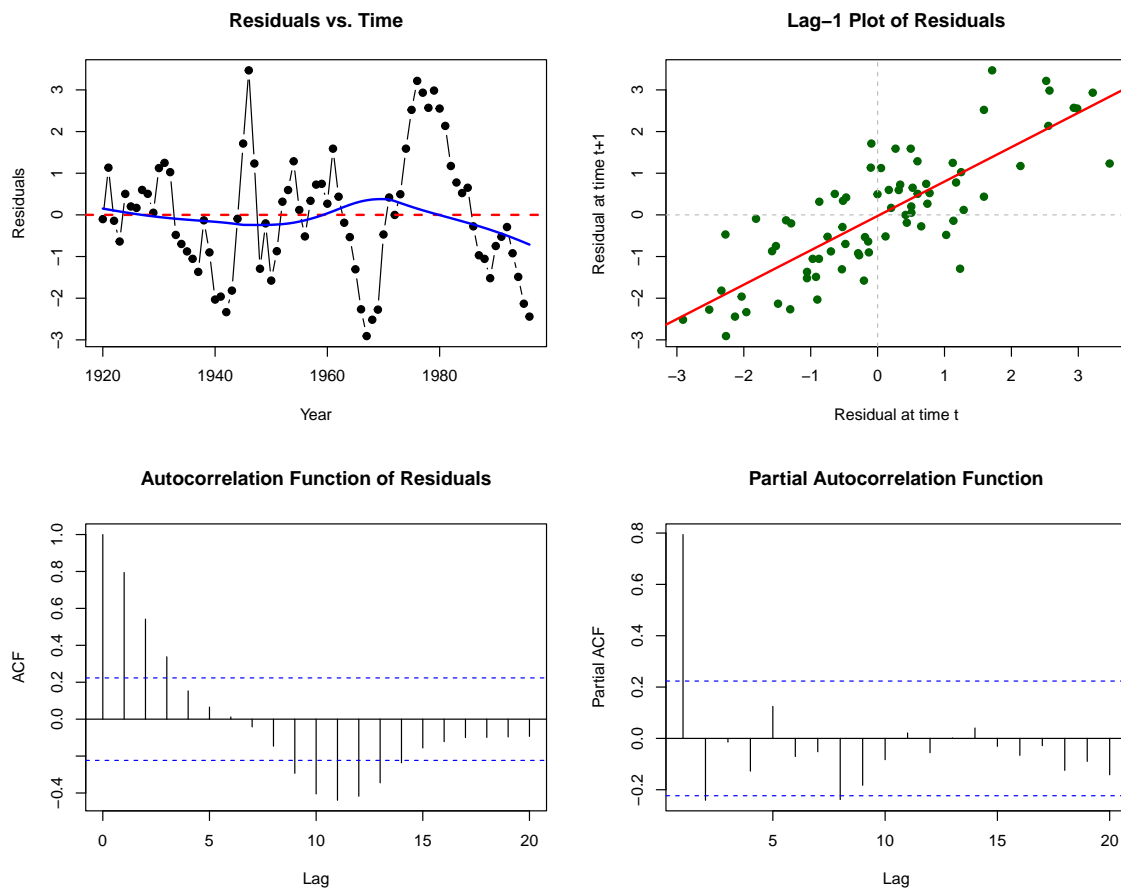 Residuals vs. Time
Residuals
3
2
1
0
−1
−2
−3
1920 1940 1960 1980
Year
Lag−1 Plot of Residuals
Residual at time t+1
3
2
1
0
−1
−2
−3
−3 −2 −1 0 1 2 3
Residual at time t
Autocorrelation Function of Residuals
ACF
1.0
0.8
0.6
0.4
0.2
0.0
−0.4
0 5 10 15 20
Lag
Partial Autocorrelation Function
Partial ACF
0.8
0.6
0.4
0.2
0.0
−0.2
5 10 15 20
Lag